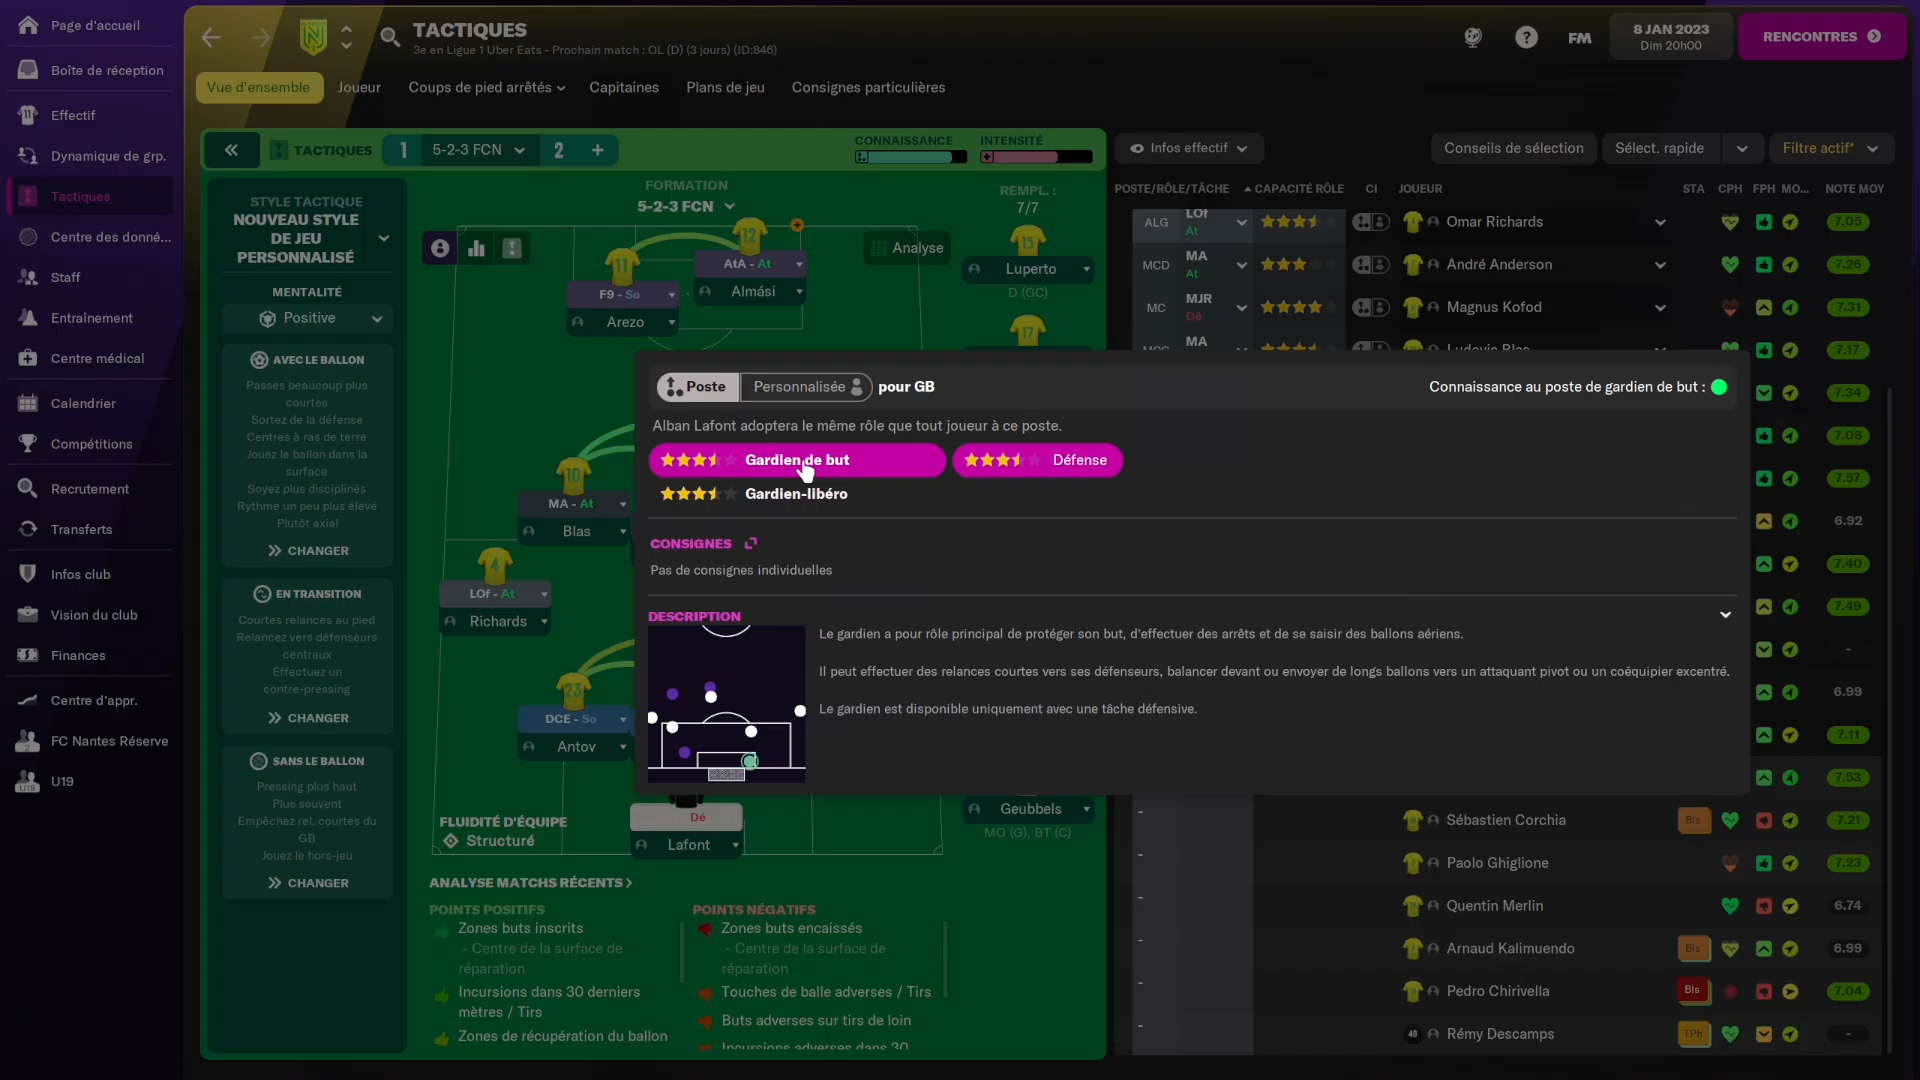 Page d'accueil
Boîte de réception
Effectif
Dynamique de grp.
Tactiques
Centre des donné...
Staff
Entraînement
Centre médical
Calendrier
Compétitions
Recrutement
Transferts
Infos club
Vision du club
Finances
Centre d'appr.
FC Nantes Réserve
U19
TACTIQUES
3e en Ligue 1 Uber Eats - Prochain match : OL (D) (3 jours) (ID:846)
FM
8 JAN 2023
Dim 20h00
RENCONTRES
Vue d'ensemble
Joueur
Coups de pied arrêtés
Capitaines
Plans de jeu
Consignes particulières
TACTIQUES
1
5-2-3 FCN
2
+
CONNAISSANCE
INTENSITÉ
STYLE TACTIQUE
NOUVEAU STYLE
DE JEU
PERSONNALISÉ
MENTALITÉ
Positive
AVEC LE BALLON
Passes beaucoup plus
courtes
Sortez de la défense
Centres à ras de terre
Jouez le ballon dans la
surface
Soyez plus disciplinés
Rythme un peu plus élevé
Plutôt axial
CHANGER
EN TRANSITION
Courtes relances au pied
Relancez vers défenseurs
centraux
Effectuez un
contre-pressing
CHANGER
SANS LE BALLON
Pressing plus haut
Plus souvent
Empêchez rel. courtes du
GB
Jouez le hors-jeu
CHANGER
FORMATION
5-2-3 FCN
REMPL. :
7/7
Analyse
12
AtA - At
Almási
11
F9 - So
Arezo
15
Luperto
D (GC)
17
10
MA - At
Blas
4
LOf - At
Richards
23
DCE - So
Antov
Dé
Lafont
Geubbels
MO (G), BT (C)
FLUIDITÉ D'ÉQUIPE
Structuré
ANALYSE MATCHS RÉCENTS
POINTS POSITIFS
Zones buts inscrits
- Centre de la surface de
réparation
Incursions dans 30 derniers
mètres / Tirs
Zones de récupération du ballon
POINTS NÉGATIFS
Zones buts encaissés
- Centre de la surface de
réparation
Touches de balle adverses / Tirs
Buts adverses sur tirs de loin
Incursions adverses dans 30
Poste
Personnalisée
pour GB
Connaissance au poste de gardien de but :
Alban Lafont adoptera le même rôle que tout joueur à ce poste.
Gardien de but
Défense
Gardien-libéro
CONSIGNES
Pas de consignes individuelles
DESCRIPTION
Le gardien a pour rôle principal de protéger son but, d'effectuer des arrêts et de se saisir des ballons aériens.
Il peut effectuer des relances courtes vers ses défenseurs, balancer devant ou envoyer de longs ballons vers un attaquant pivot ou un coéquipier excentré.
Le gardien est disponible uniquement avec une tâche défensive.
Infos effectif
Conseils de sélection
Sélect. rapide
Filtre actif*
POSTE/RÔLE/TÂCHE
CAPACITÉ RÔLE
CI
JOUEUR
STA
CPH
FPH
MO...
NOTE MOY
ALG
LOf
At
Omar Richards
7.05
MCD
MA
At
André Anderson
7.26
MC
MJR
Dé
Magnus Kofod
7.31
MA
Ludovic Blas
7.17
7.34
7.08
7.57
6.92
7.40
7.49
-
6.99
7.11
7.53
-
Sébastien Corchia
Bls
7.21
-
Paolo Ghiglione
7.23
-
Quentin Merlin
6.74
-
Arnaud Kalimuendo
Bls
6.99
-
Pedro Chirivella
Bls
7.04
-
40
Rémy Descamps
TPh
-